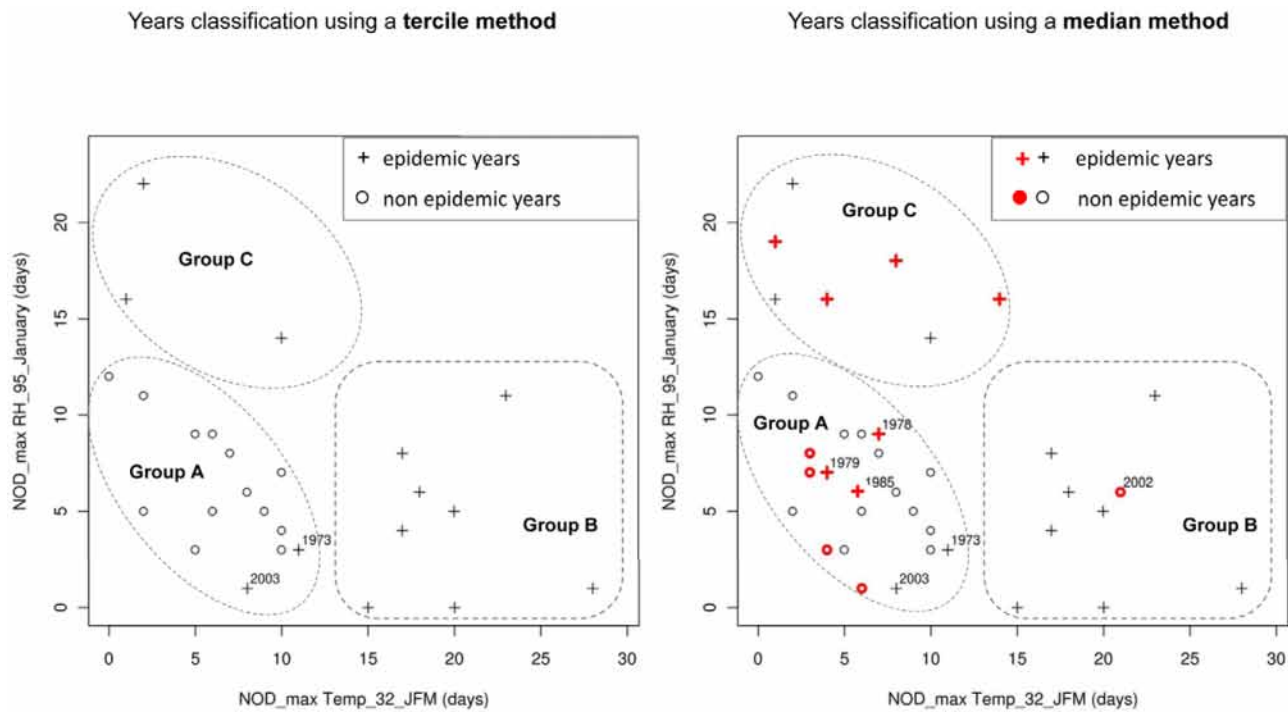 Years classification using a tercile method
epidemic years
non epidemic years
Group C
Group A
Group B
1973
2003
NOD_max RH_95_January (days)
0
5
10
15
20
0
5
10
15
20
25
30
NOD_max Temp_32_JFM (days)
Years classification using a median method
epidemic years
non epidemic years
Group C
Group A
Group B
1978
1979
1985
2002
1973
2003
NOD_max RH_95_January (days)
0
5
10
15
20
0
5
10
15
20
25
30
NOD_max Temp_32_JFM (days)